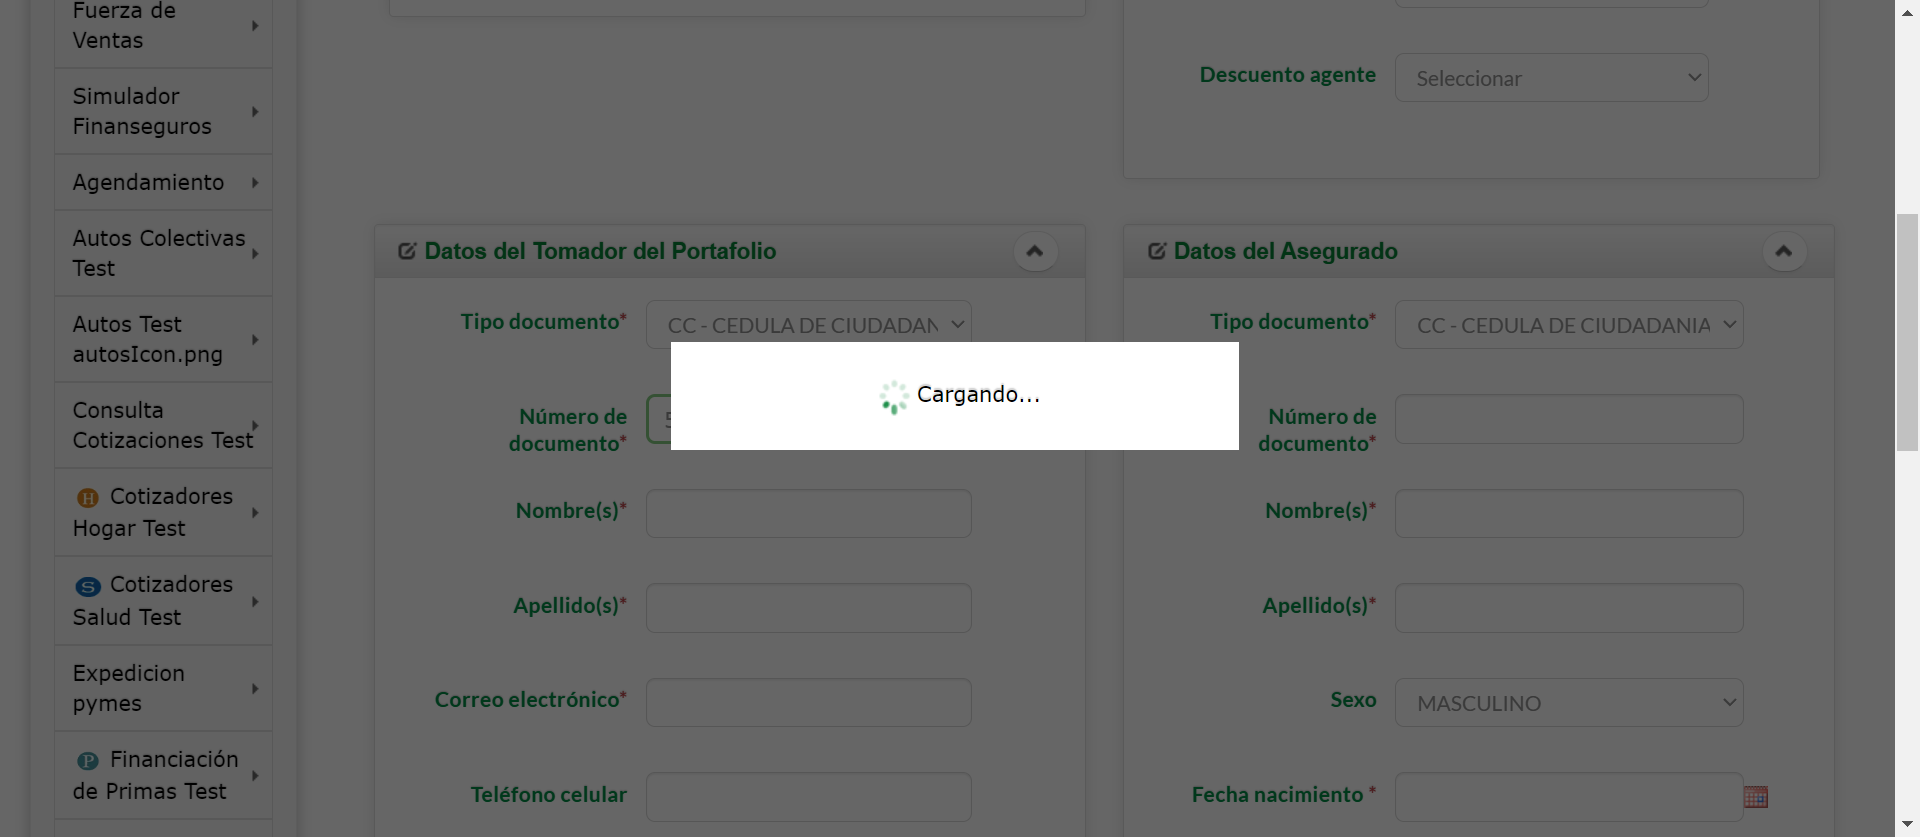 Fuerza de
Ventas
Simulador
Finanseguros
Agendamiento
Autos Colectivas
Test
Autos Test
autosIcon.png
Consulta
Cotizaciones Test
H Cotizadores
Hogar Test
S Cotizadores
Salud Test
Expedicion
pymes
P Financiación
de Primas Test
Descuento agente
Seleccionar
Datos del Tomador del Portafolio
Tipo documento*
CC - CEDULA DE CIUDADAN
Número de
documento*
5
Nombre(s)*
Apellido(s)*
Correo electrónico*
Teléfono celular
Cargando...
Datos del Asegurado
Tipo documento*
CC - CEDULA DE CIUDADANIA
Número de
documento*
Nombre(s)*
Apellido(s)*
Sexo
MASCULINO
Fecha nacimiento *